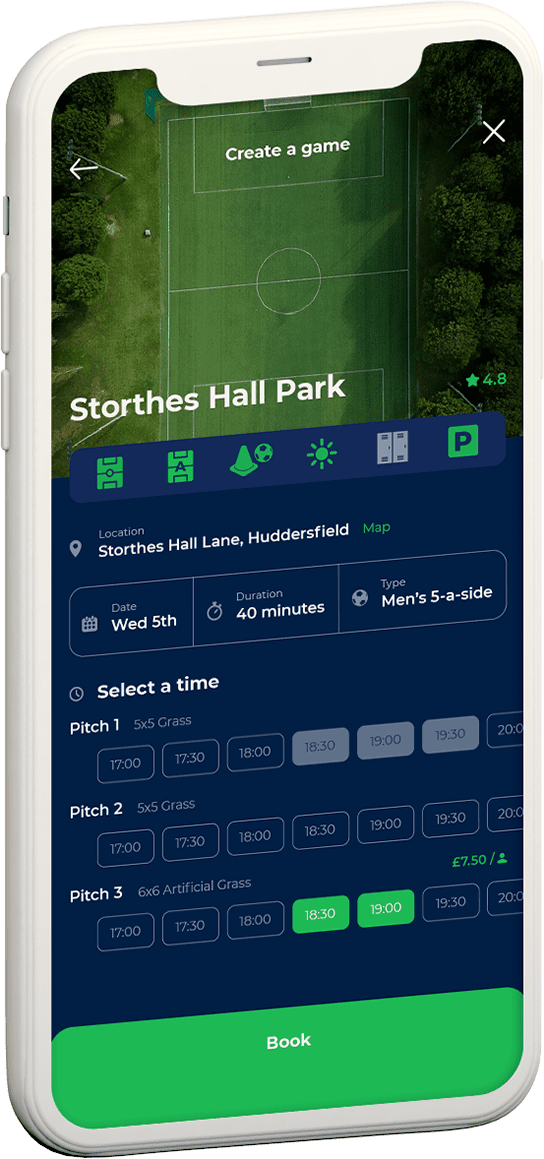 Create a game
Storthes Hall Park
4.8
A
P
Location
Storthes Hall Lane, Huddersfield Map
Date
Wed 5th
Duration
40 minutes
Type
Men's 5-a-side
Select a time
Pitch 1 5x5 Grass
17:00 17:30 18:00 18:30 19:00 19:30 20:0
Pitch 2 5x5 Grass
17:00 17:30 18:00 18:30 19:00 19:30 20:0
£7.50 /
Pitch 3 6x6 Artificial Grass
17:00 17:30 18:00 18:30 19:00 19:30 20:0
Book